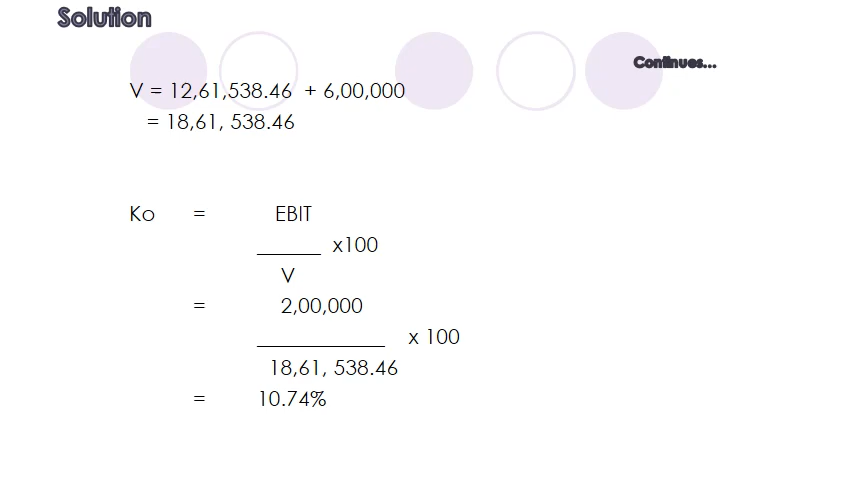 Solution
Continues...
V = 12,61,538.46 + 6,00,000
= 18,61, 538.46
Ko = EBIT
______ x100
V
= 2,00,000
____________ x 100
18,61, 538.46
= 10.74%